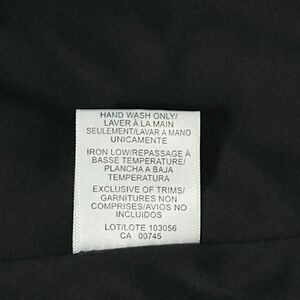 HAND WASH ONLY/
LAVER À LA MAIN
SEULEMENT/LAVAR A MANO
UNICAMENTE
IRON LOW/REPASSAGE À
BASSE TEMPERATURE/
PLANCHA A BAJA
TEMPERATURA
EXCLUSIVE OF TRIMS/
GARNITURES NON
COMPRISES/AVIOS NO
INCLUIDOS
LOT/LOTE 103056
CA 00745